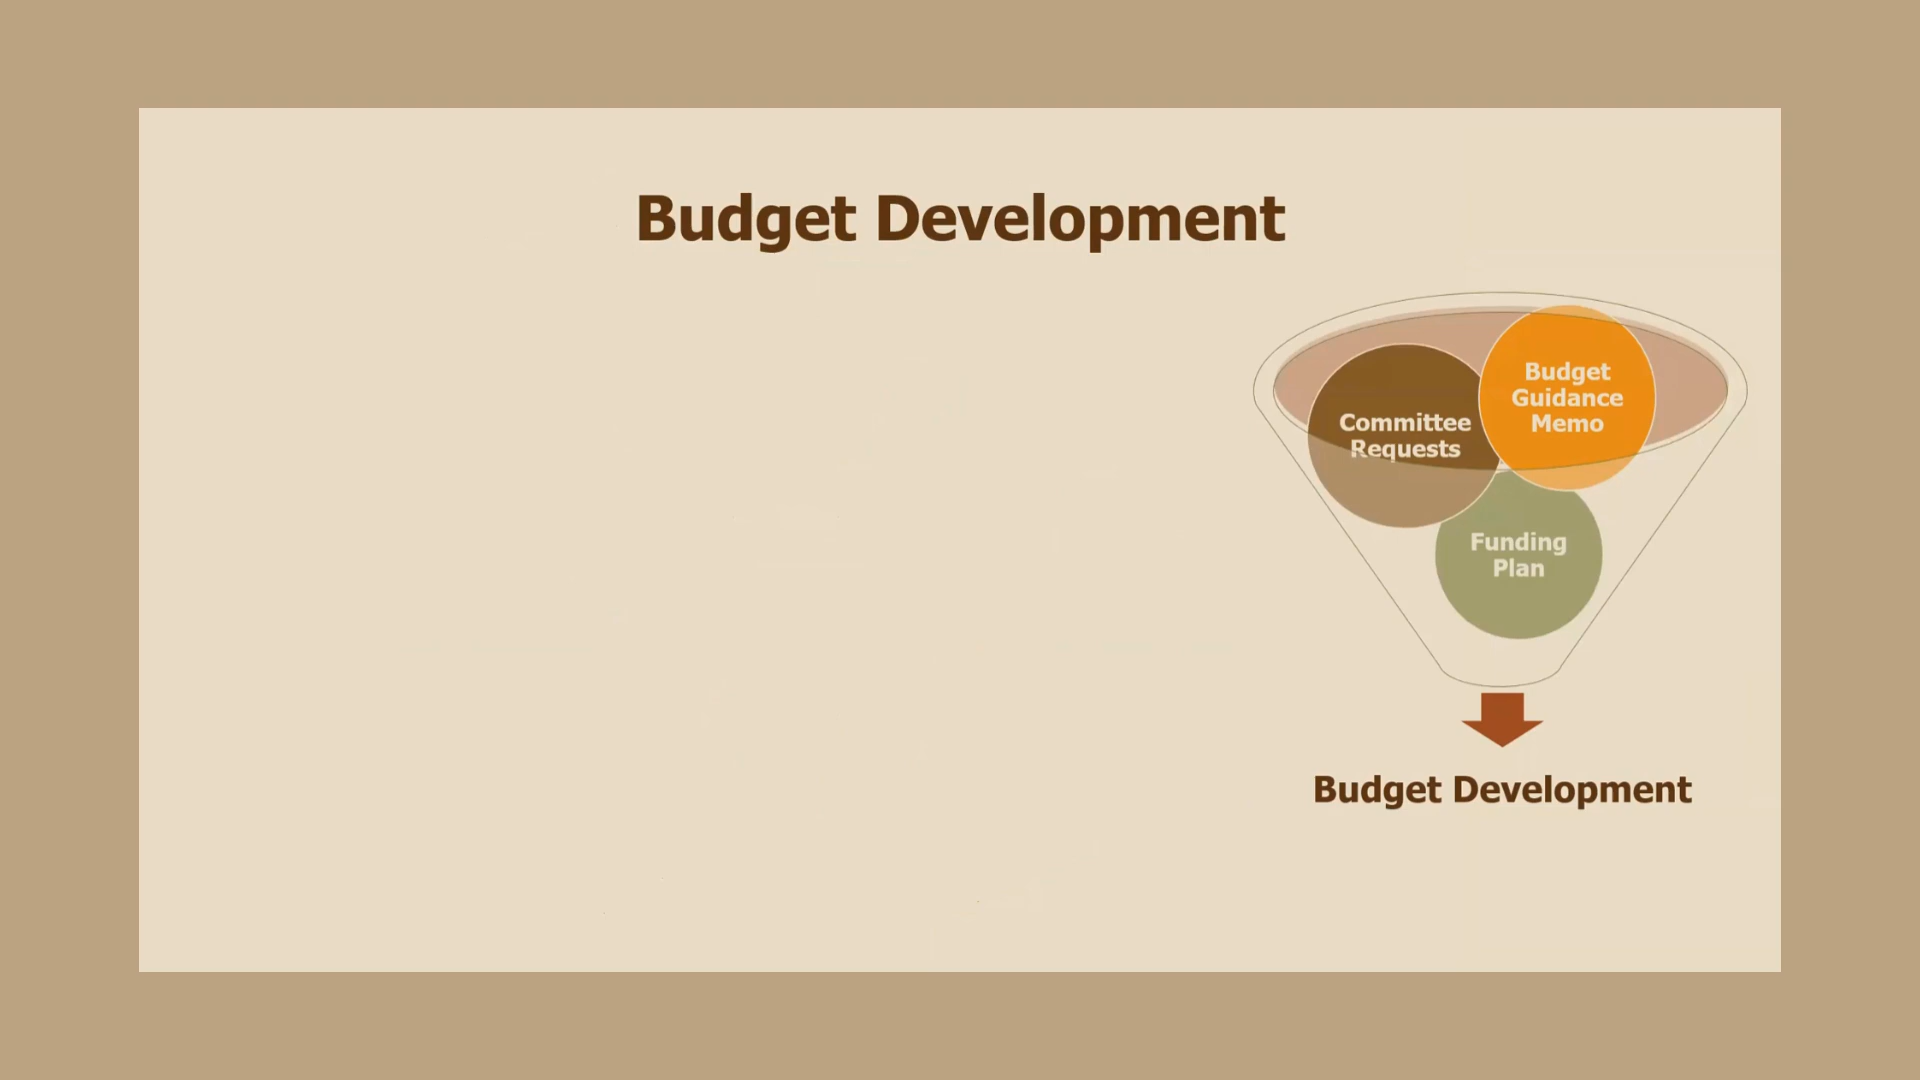 Budget Development
Budget
Guidance
Memo
Committee
Requests
Funding
Plan
Budget Development